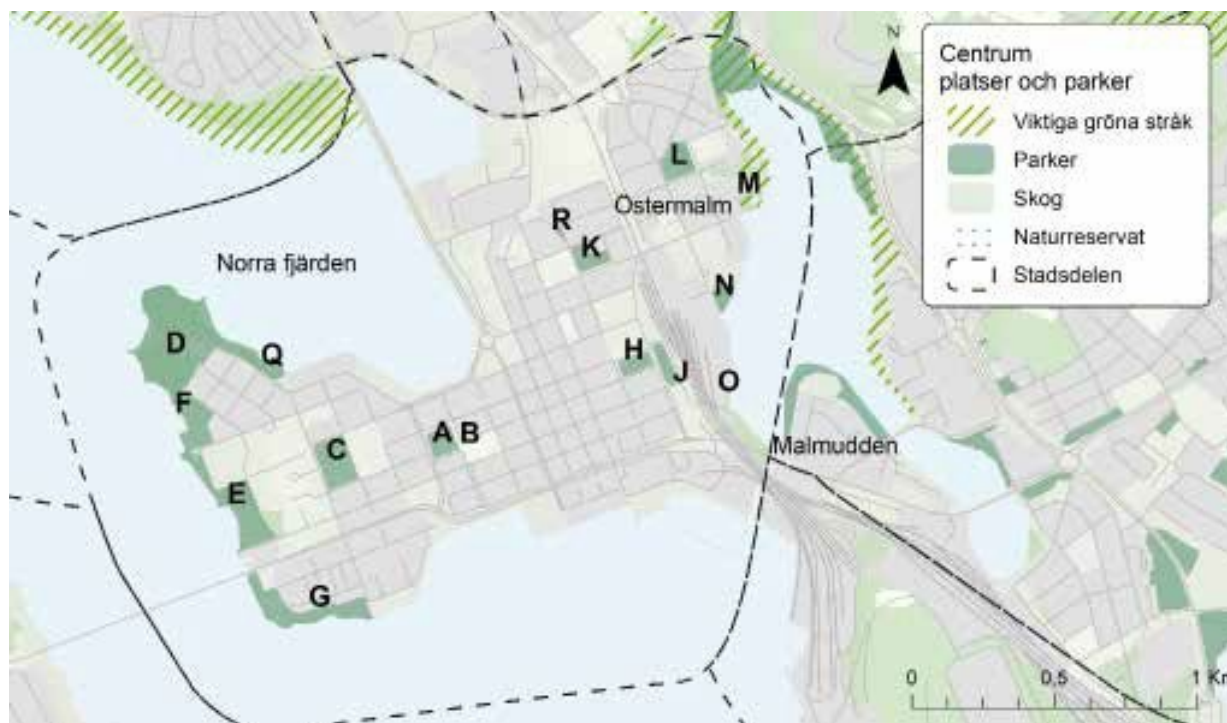 N
Centrum
platser och parker
Viktiga gröna stråk
Parker
Skog
Naturreservat
Stadsdelen
L
M
Östermalm
R
K
Norra fjärden
N
D
Q
H
J
O
F
A B
C
Malmudden
E
G
0 0,5 1 Km